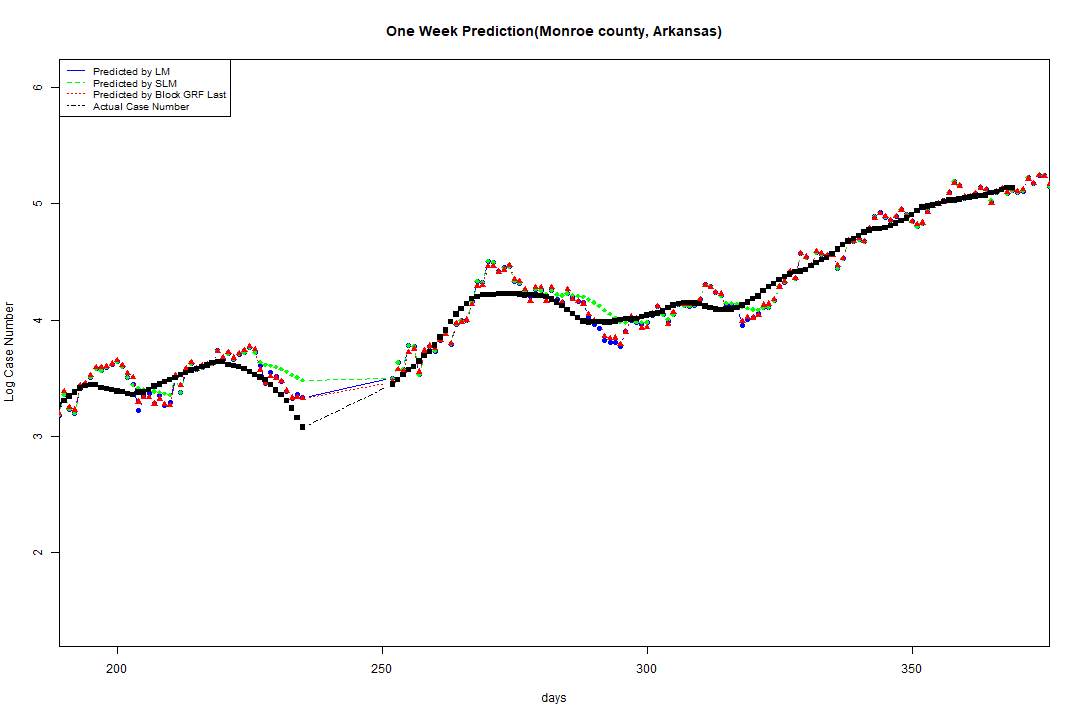 One Week Prediction(Monroe county, Arkansas)
Predicted by LM
Predicted by SLM
Predicted by Block GRF Last
Actual Case Number
6
5
4
3
2
Log Case Number
200
250
300
350
days